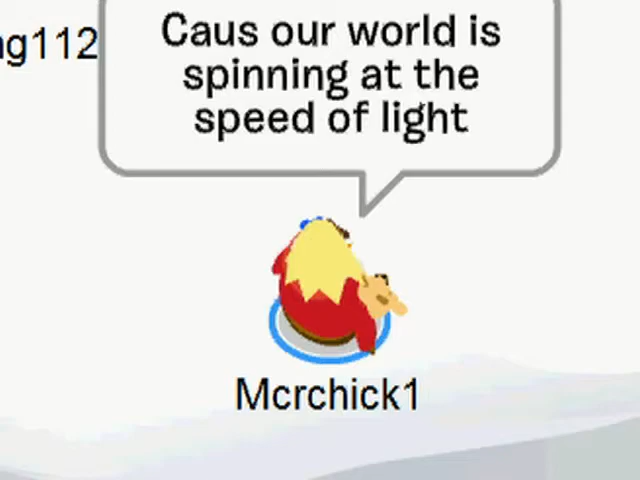 Caus our world is
spinning at the
speed of light
g112
Mcrchick1